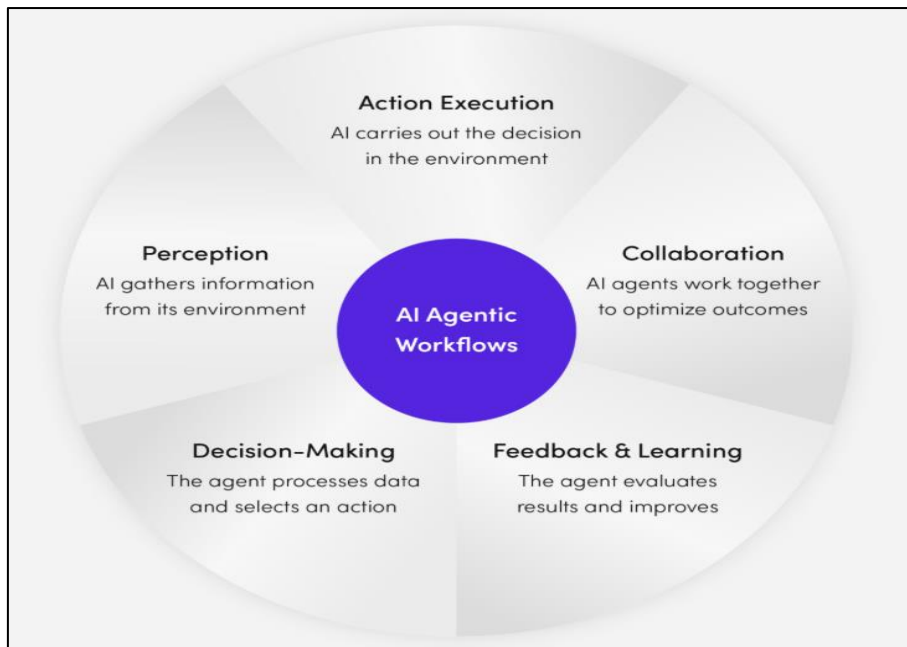 Action Execution
AI carries out the decision
in the environment
Perception
AI gathers information
from its environment
Collaboration
AI agents work together
to optimize outcomes
AI Agentic
Workflows
Decision-Making
The agent processes data
and selects an action
Feedback & Learning
The agent evaluates
results and improves